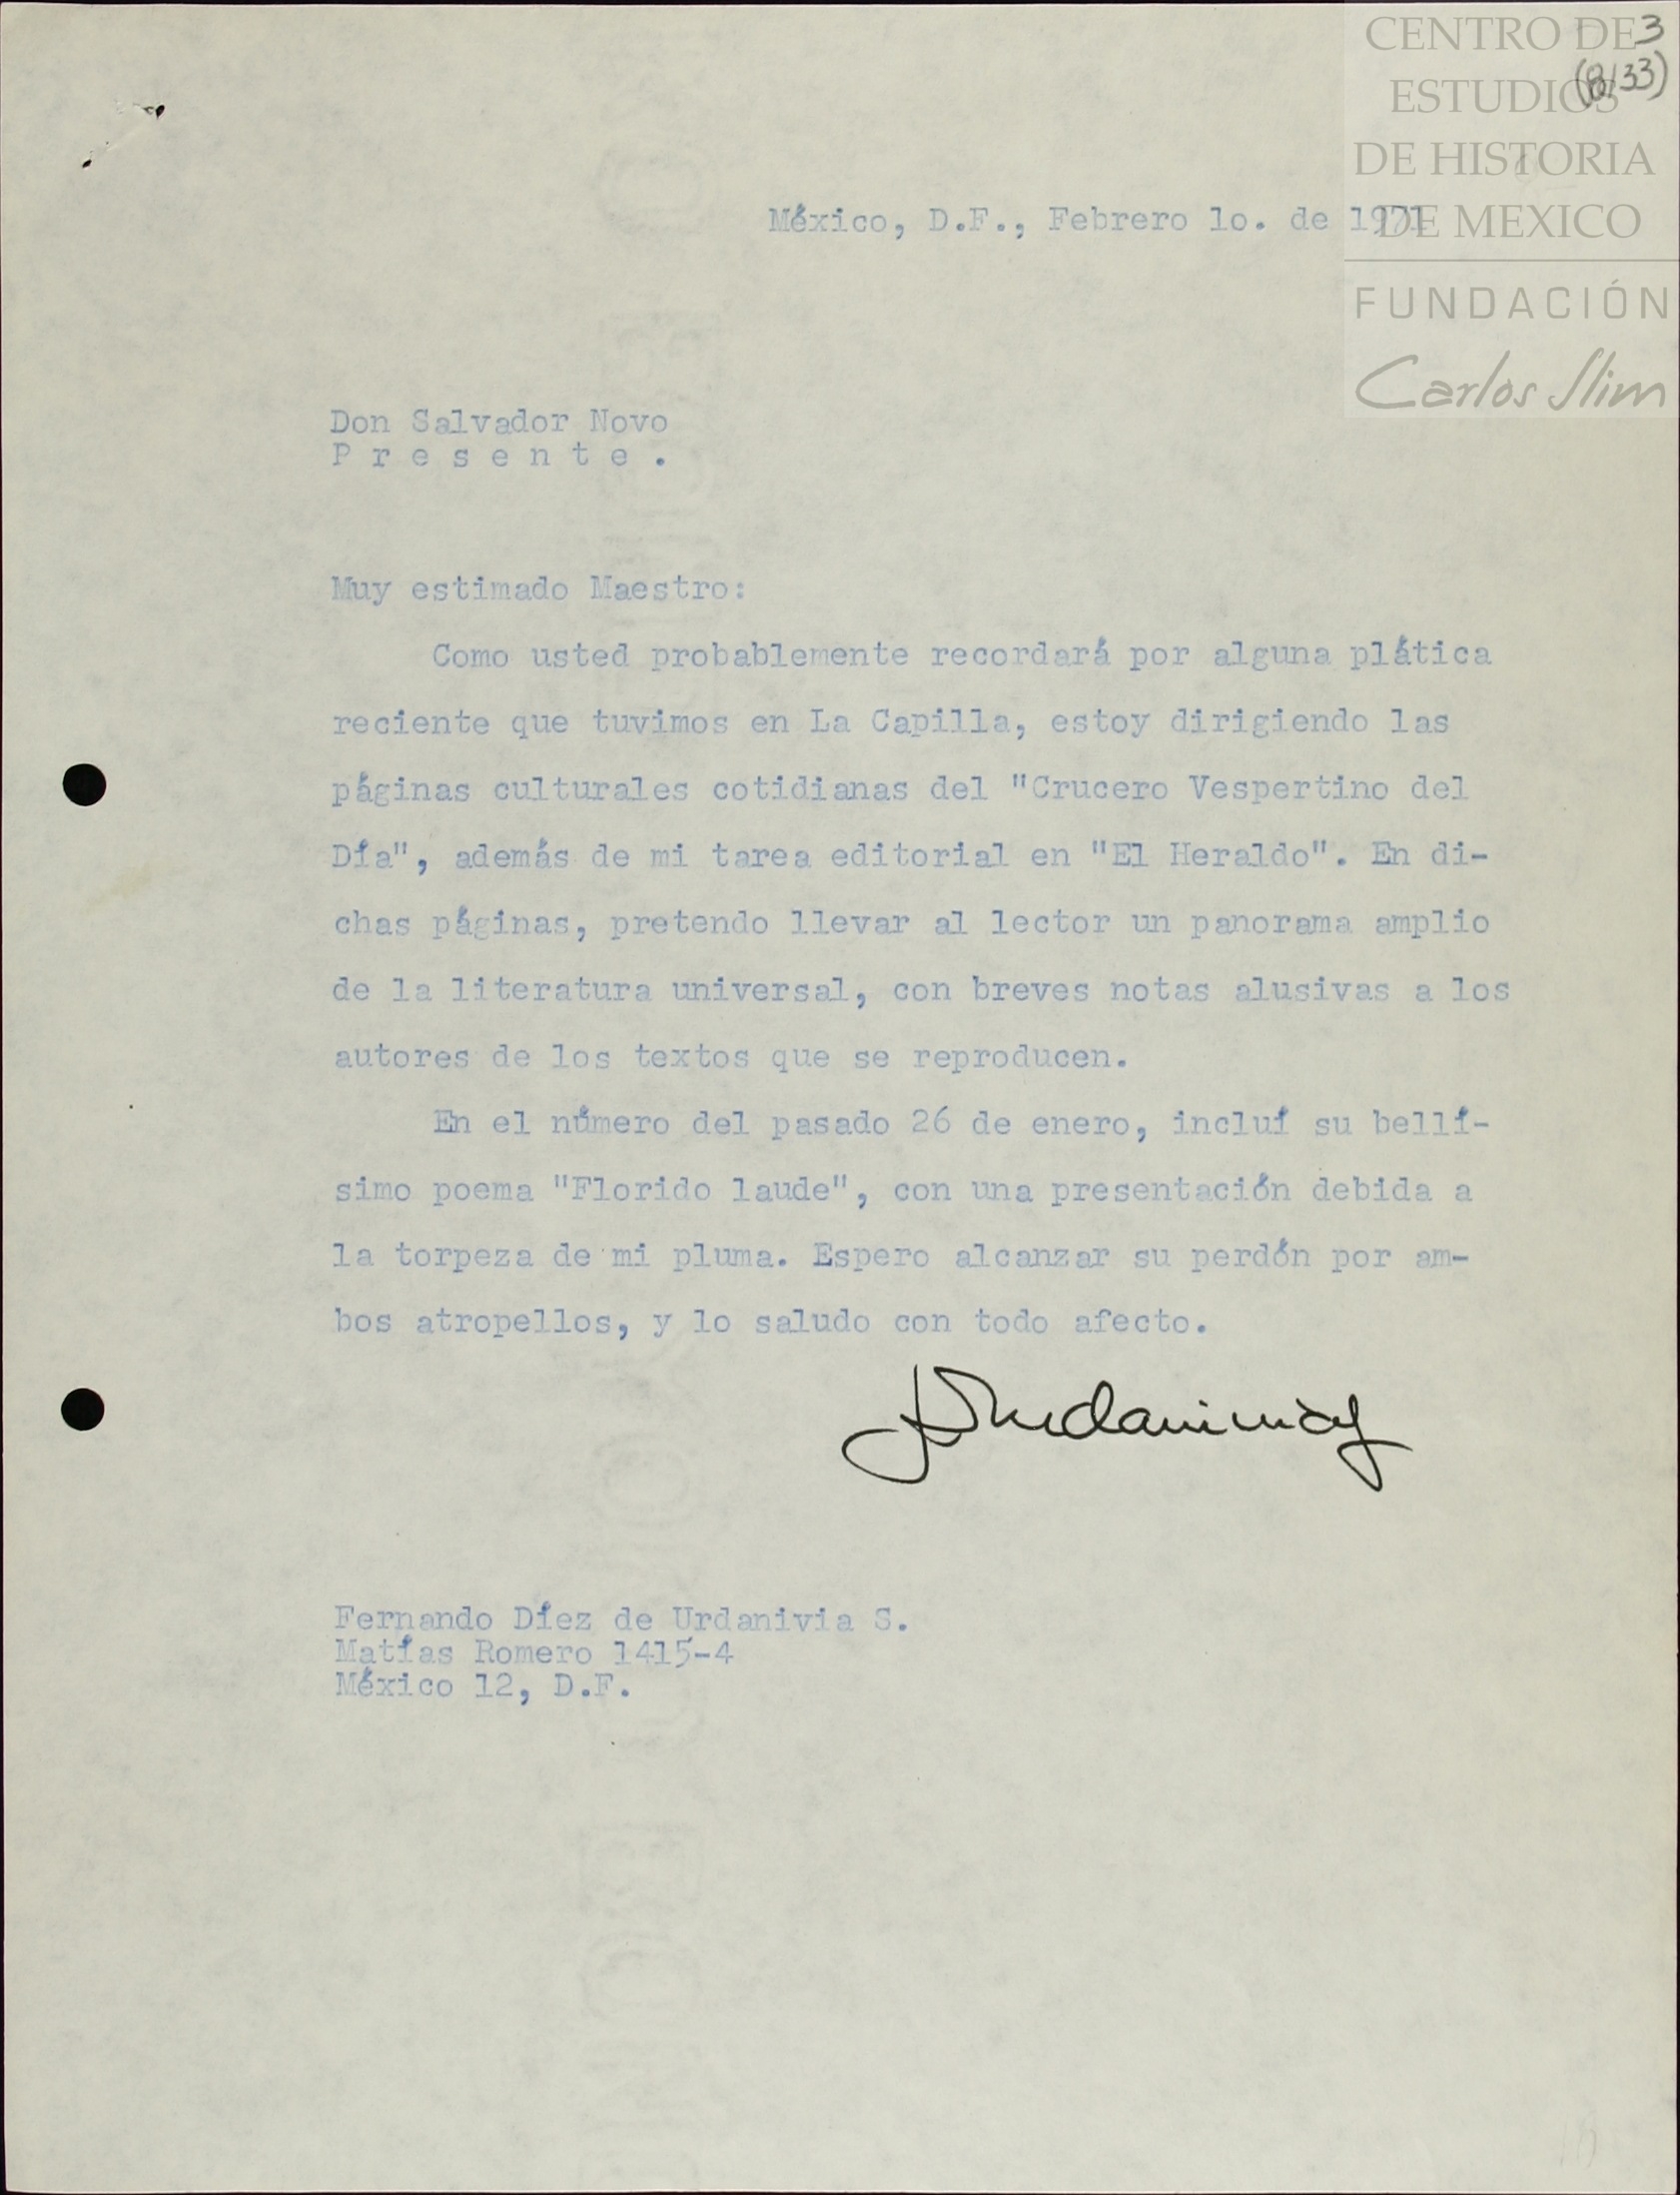 CENTRO DE
ESTUDIOS
DE HISTORIA
DE MEXICO
FUNDACIÓN
Carlos Slim
3
(8/33)
México, D.F., Febrero 1o. de 1971
Don Salvador Novo
P r e s e n t e .
Muy estimado Maestro:
Como usted probablemente recordará por alguna plática
reciente que tuvimos en La Capilla, estoy dirigiendo las
páginas culturales cotidianas del "Crucero Vespertino del
Día", además de mi tarea editorial en "El Heraldo". En di-
chas páginas, pretendo llevar al lector un panorama amplio
de la literatura universal, con breves notas alusivas a los
autores de los textos que se reproducen.
En el número del pasado 26 de enero, incluí su bellí-
simo poema "Florido laude", con una presentación debida a
la torpeza de mi pluma. Espero alcanzar su perdón por am-
bos atropellos, y lo saludo con todo afecto.
Fernando Díez de Urdanivia S.
Matías Romero 1415-4
México 12, D.F.